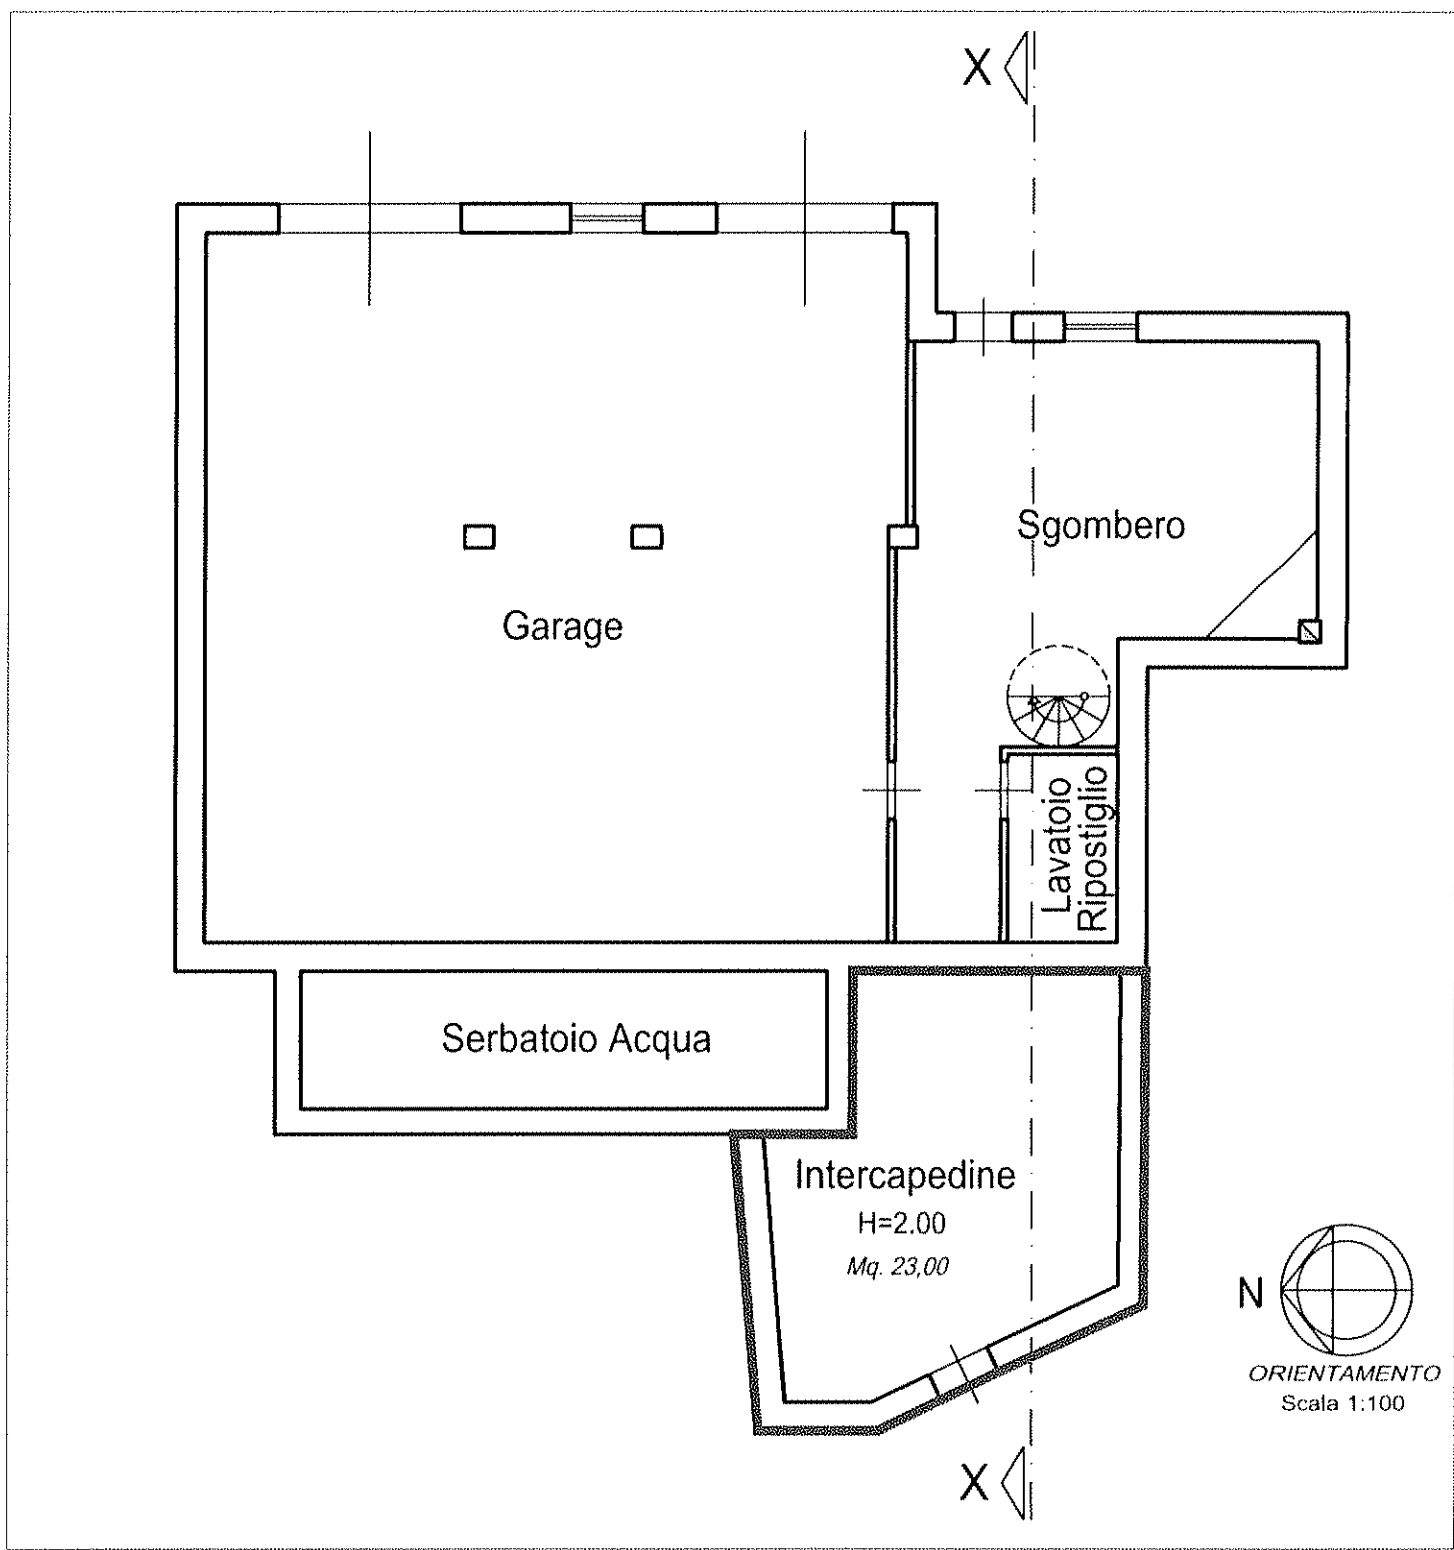 X
Sgombero
Garage
Lavatoio
Ripostiglio
Serbatoio Acqua
Intercapedine
H=2.00
Mq. 23,00
N
ORIENTAMENTO
Scala 1:100
X